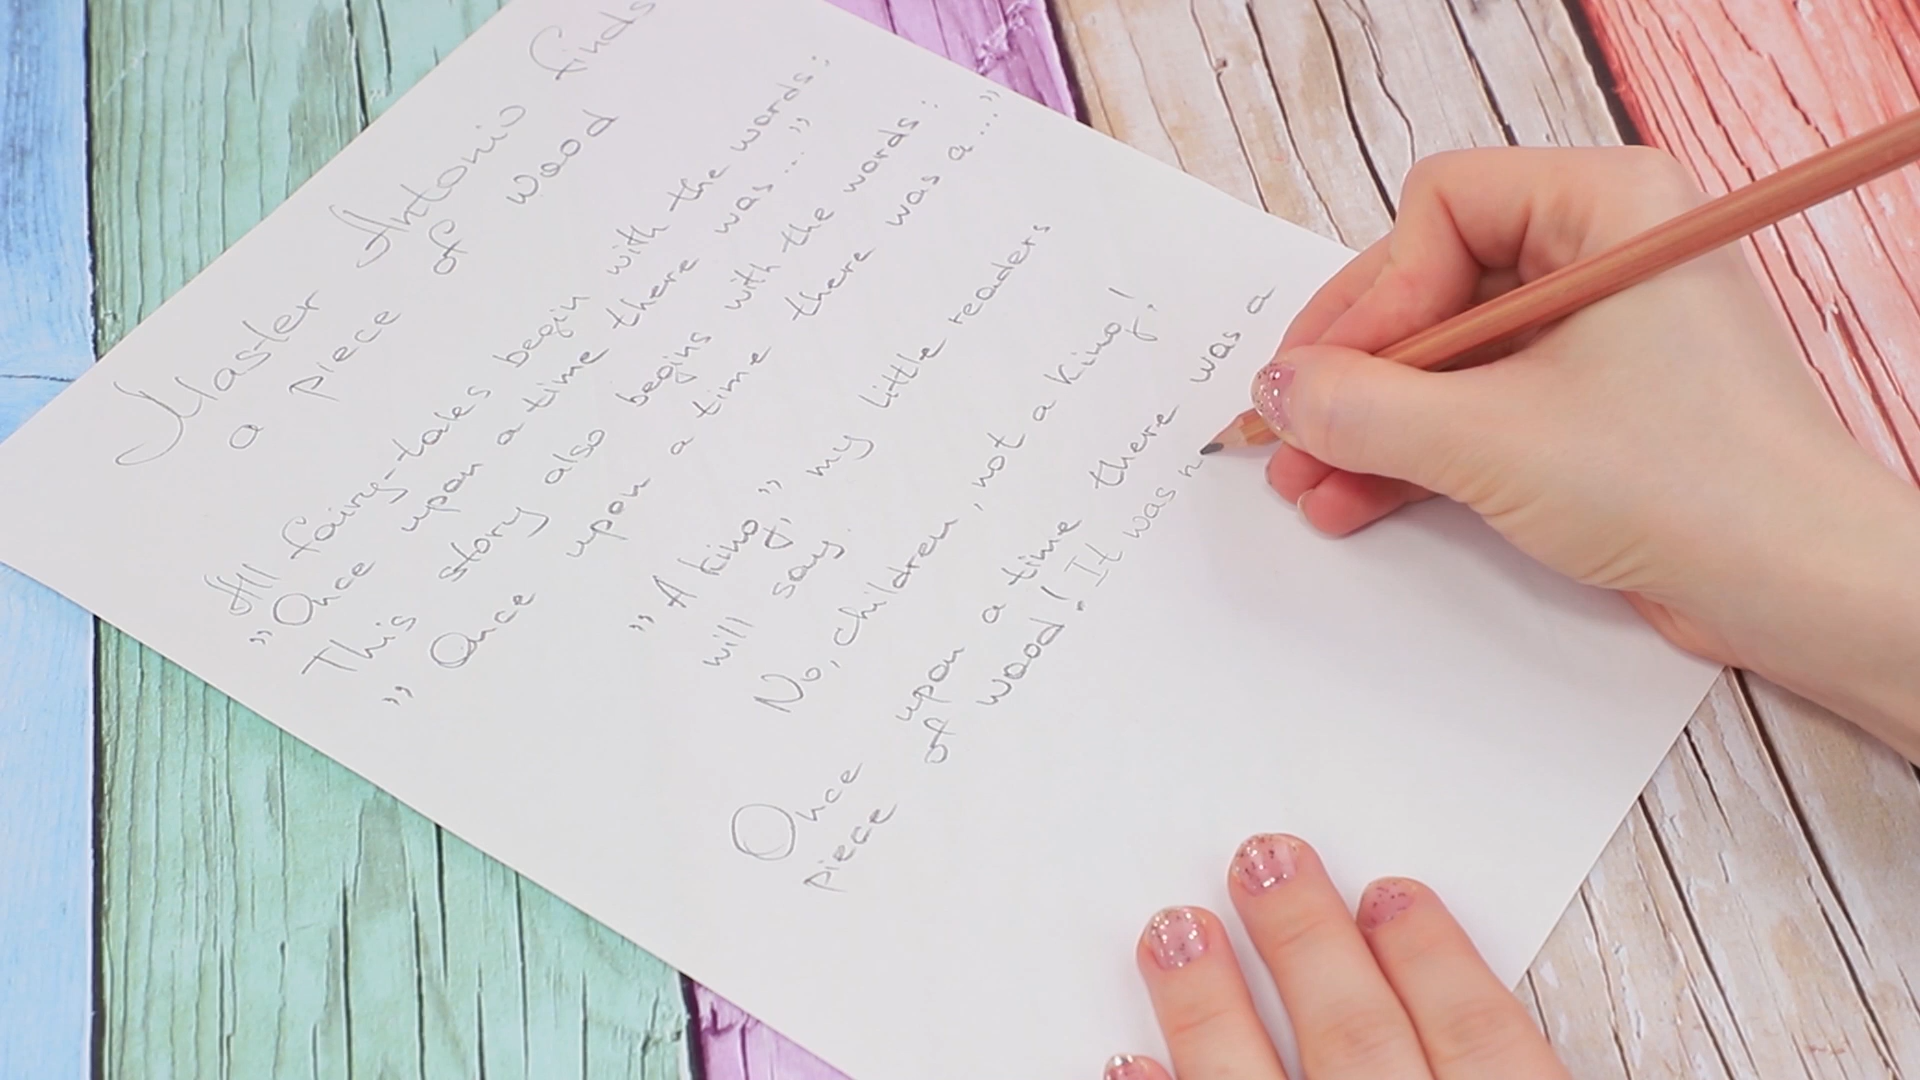 Master Antonio finds
a piece of wood
All fairy-tales begin with the words:
"Once upon a time there was..."
This story also begins with the words:
"Once upon a time there was a..."
"A king," my little readers
will say.
No, children, not a king!
Once upon a time there was a
piece of wood! It was n